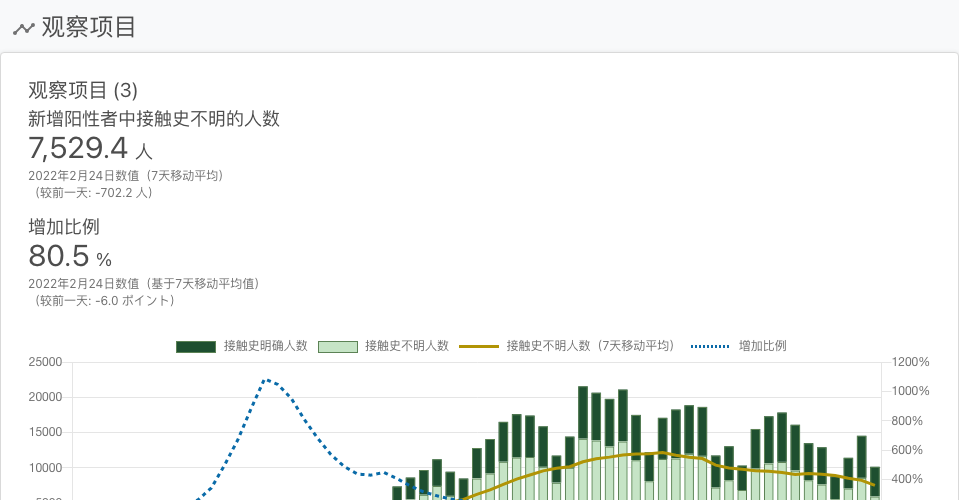 观察项目
观察项目 (3)
新增阳性者中接触史不明的人数
7,529.4 人
2022年2月24日数值（7天移动平均）
（较前一天: -702.2 人）
增加比例
80.5 %
2022年2月24日数值（基于7天移动平均值）
（较前一天: -6.0 ポイント）
接触史明确人数 接触史不明人数 接触史不明人数（7天移动平均） 增加比例
25000 1200%
20000 1000%
15000 800%
600%
10000 400%